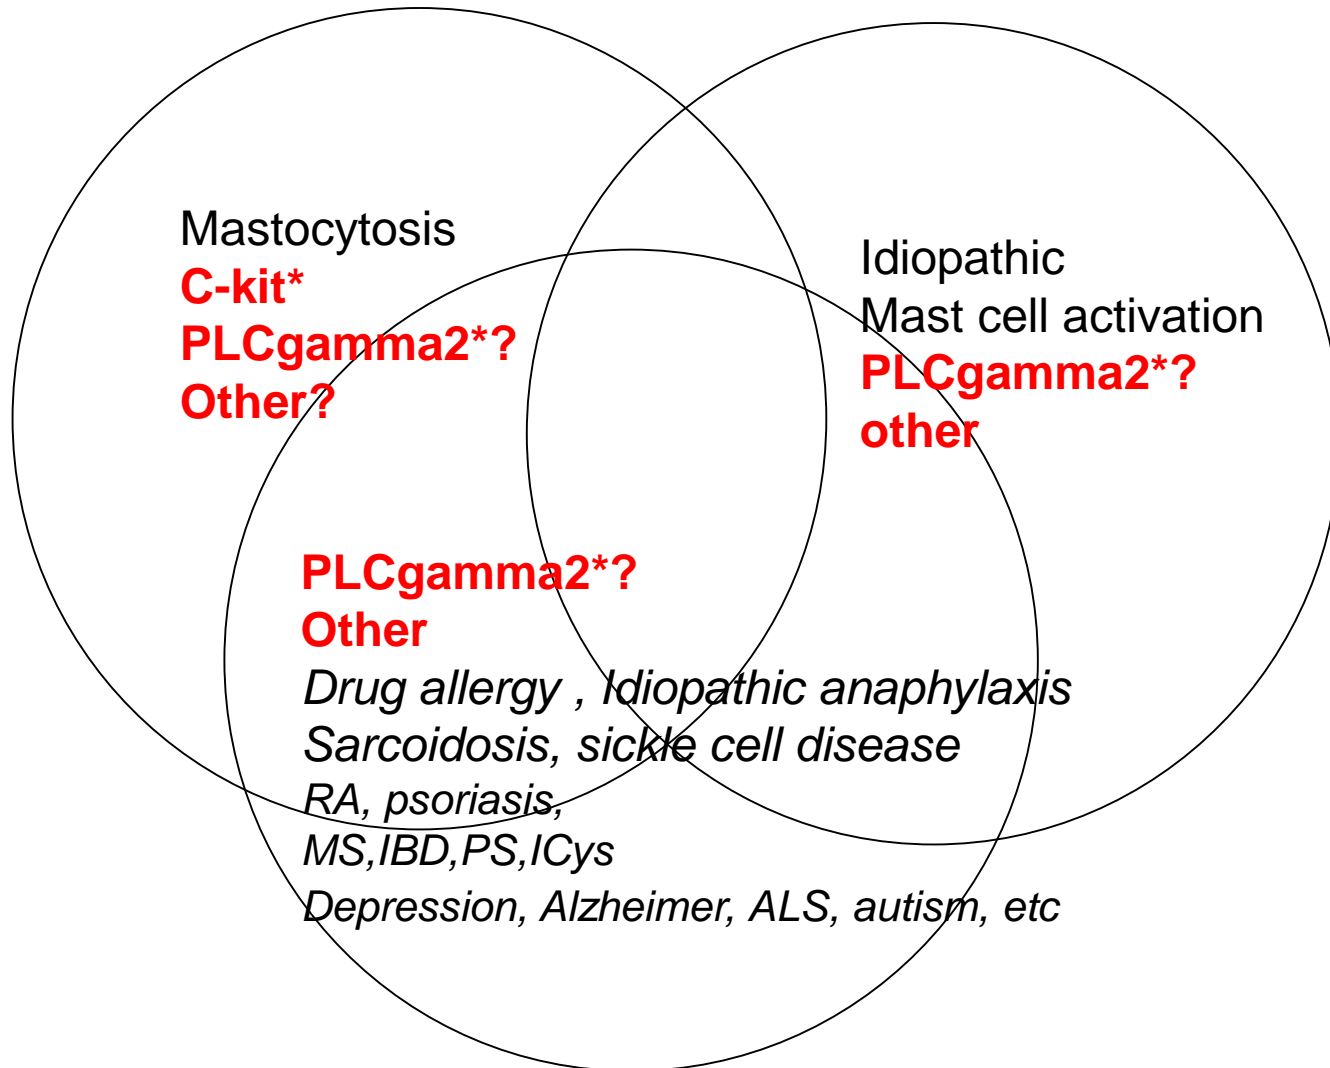 Mastocytosis
C-kit*
PLCgamma2*?
Other?
Idiopathic
Mast cell activation
PLCgamma2*?
other
PLCgamma2*?
Other
Drug allergy , Idiopathic anaphylaxis
Sarcoidosis, sickle cell disease
RA, psoriasis,
MS,IBD,PS,ICys
Depression, Alzheimer, ALS, autism, etc